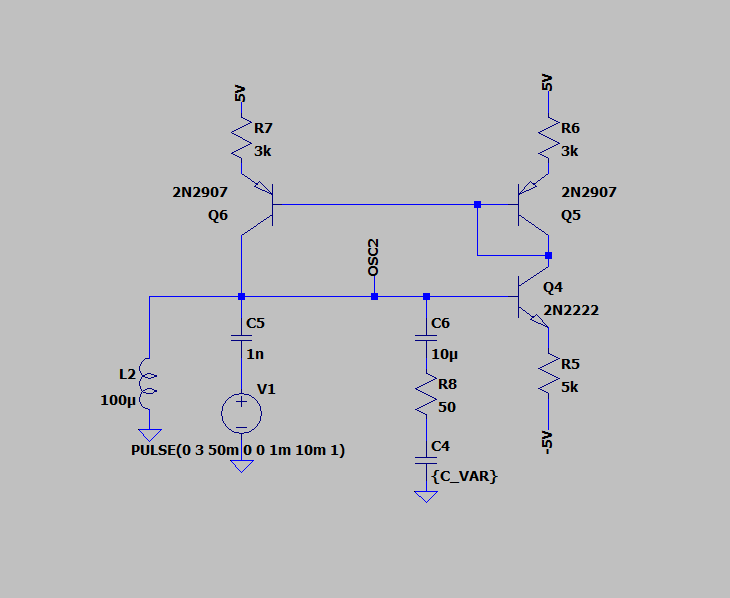 5V
5V
R7
3k
R6
3k
2N2907
Q6
2N2907
Q5
OSC2
Q4
2N2222
C5
1n
C6
10µ
L2
100µ
V1
R8
50
R5
5k
PULSE(0 3 50m 0 0 1m 10m 1)
C4
{C_VAR}
-5V